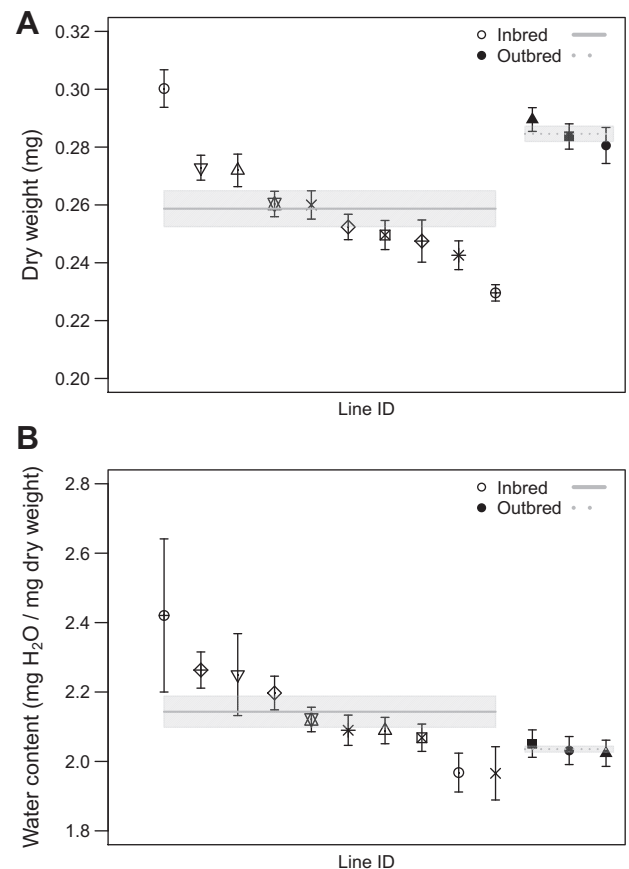 A
Dry weight (mg)
0.32
0.30
0.28
0.26
0.24
0.22
0.20
Inbred
Outbred
Line ID
B
Water content (mg H₂O / mg dry weight)
2.8
2.6
2.4
2.2
2.0
1.8
Inbred
Outbred
Line ID